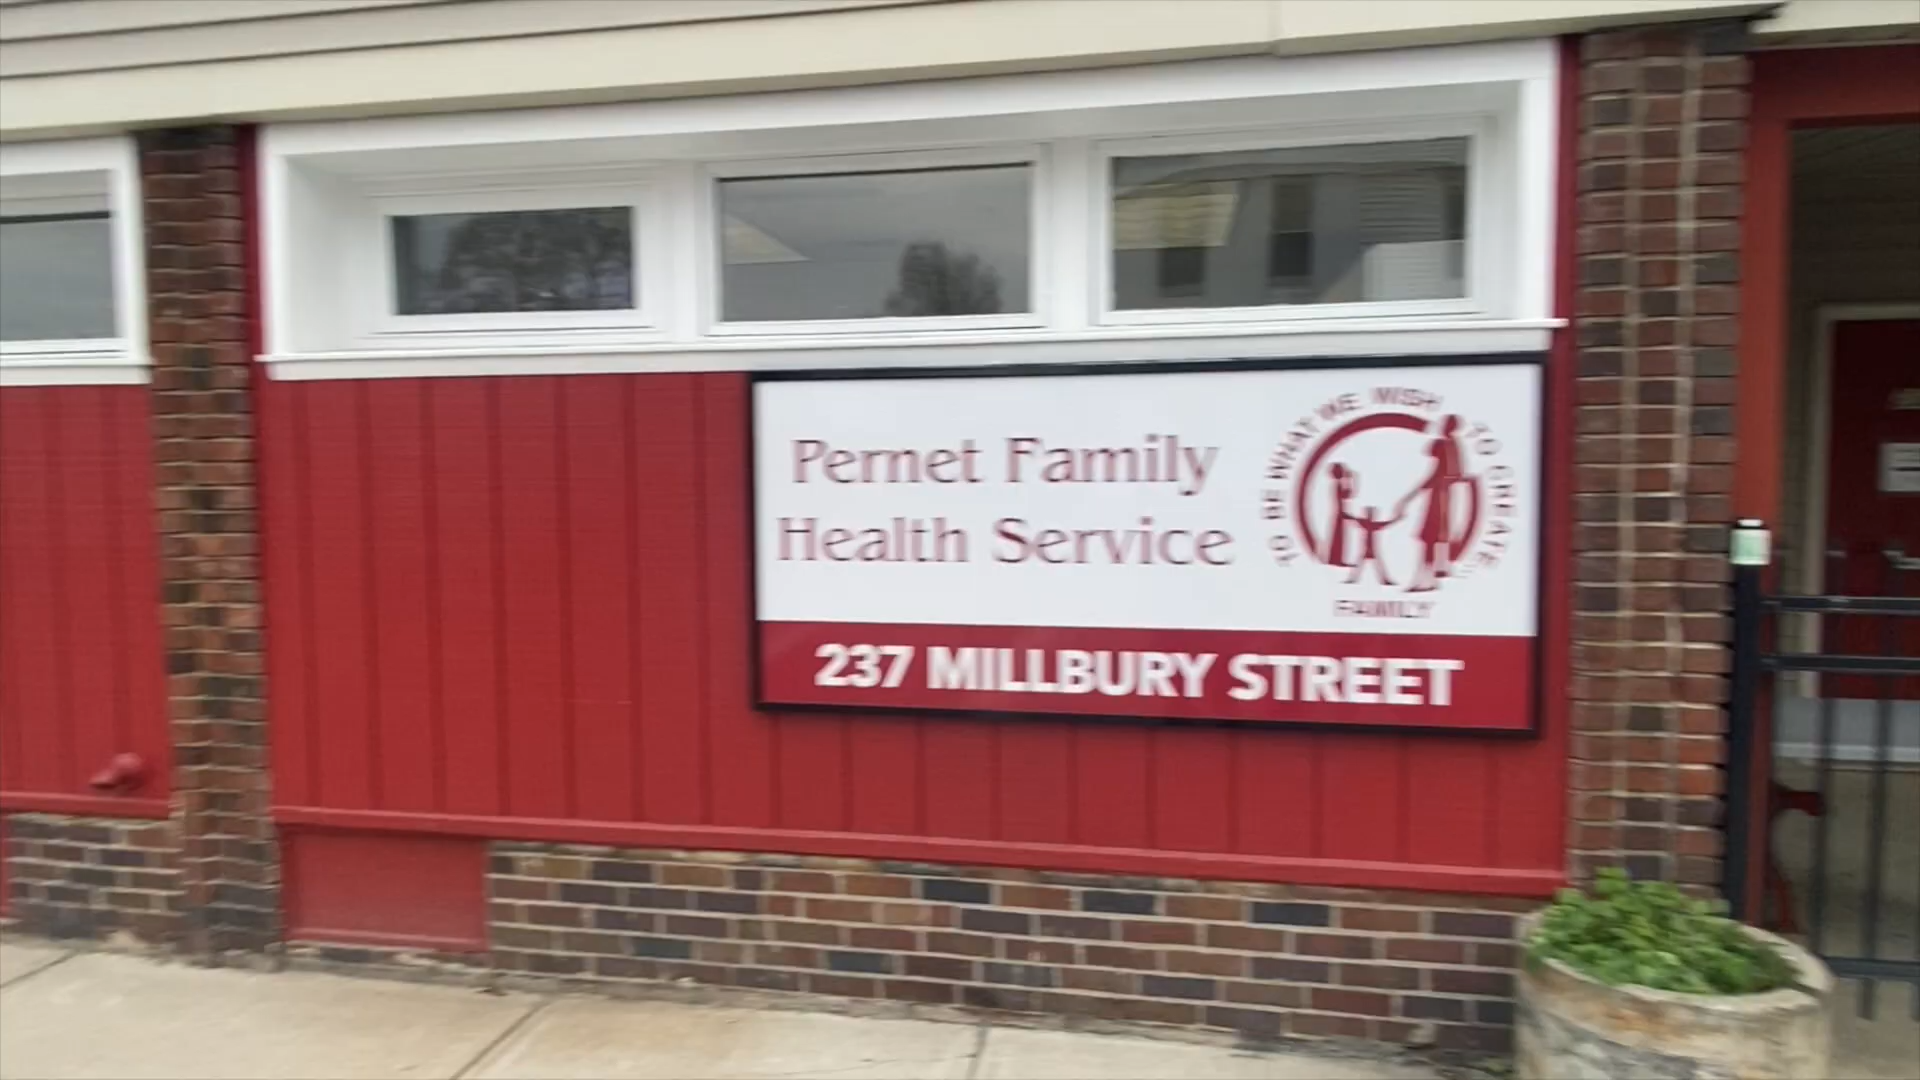 Pernet Family
Health Service
TO BE WHAT WE WISH TO CREATE
FAMILY
237 MILLBURY STREET